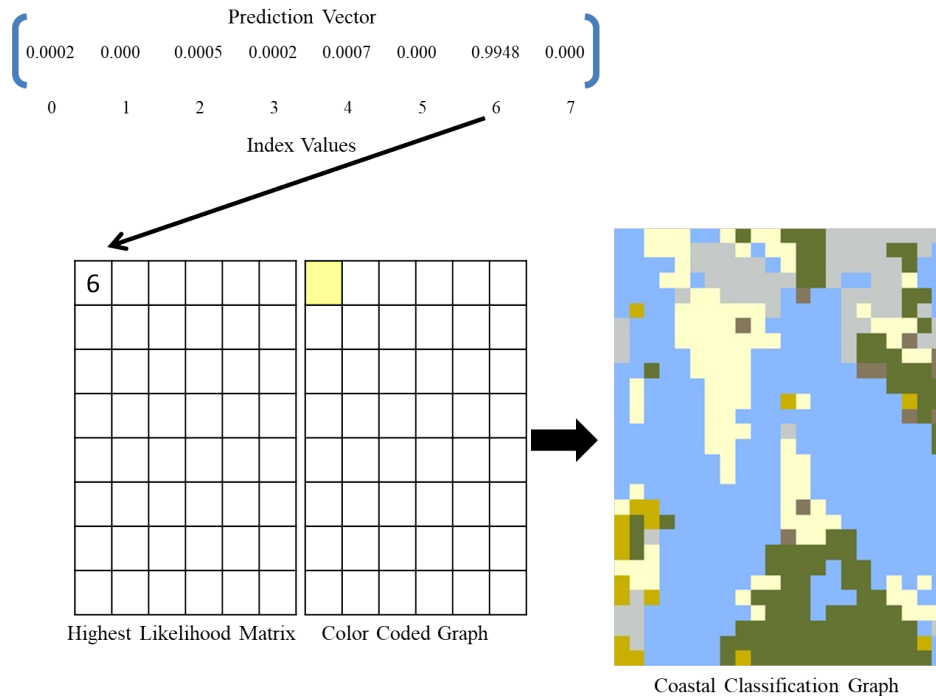 Prediction Vector
0.0002 0.000 0.0005 0.0002 0.0007 0.000 0.9948 0.000
0 1 2 3 4 5 6 7
Index Values
6
Highest Likelihood Matrix
Color Coded Graph
Coastal Classification Graph